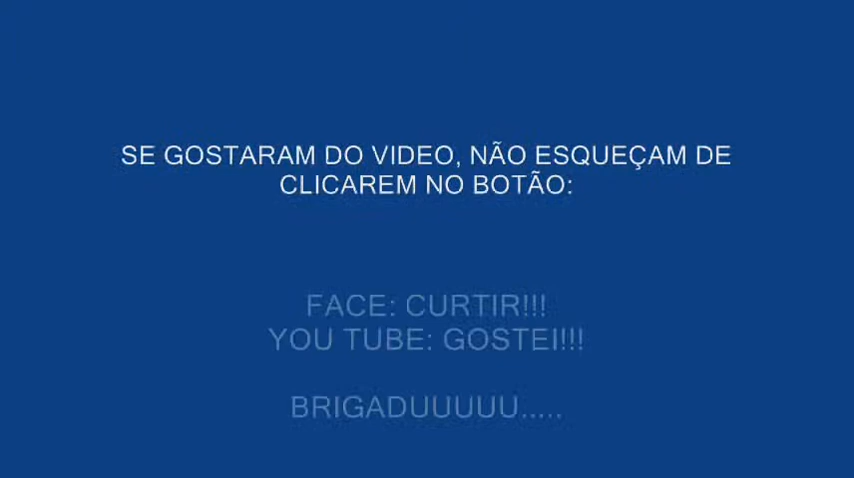 SE GOSTARAM DO VIDEO, NÃO ESQUEÇAM DE
CLICAREM NO BOTÃO:
FACE: CURTIR!!!
YOU TUBE: GOSTEI!!!
BRIGADUUUUU.....